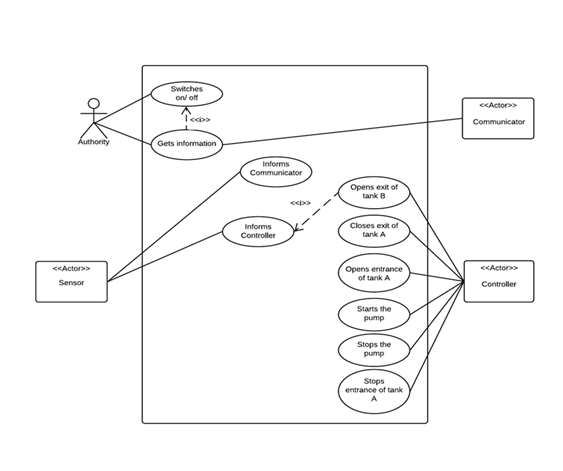 Switches
on/ off
<<i>>
Authority
Gets information
<<Actor>>
Communicator
Informs
Communicator
Opens exit of
tank B
<<i>>
Informs
Controller
Closes exit of
tank A
<<Actor>>
Sensor
Opens entrance
of tank A
<<Actor>>
Controller
Starts the
pump
Stops the
pump
Stops
entrance of tank
A